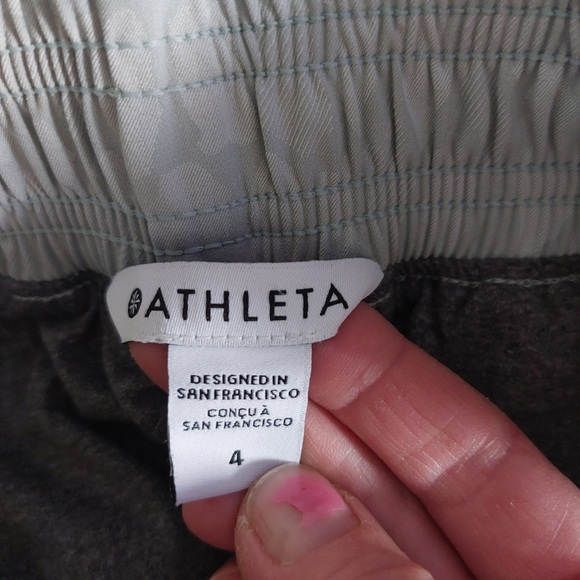 ATHLETA
DESIGNED IN
SAN FRANCISCO
CONÇU À
SAN FRANCISCO
4